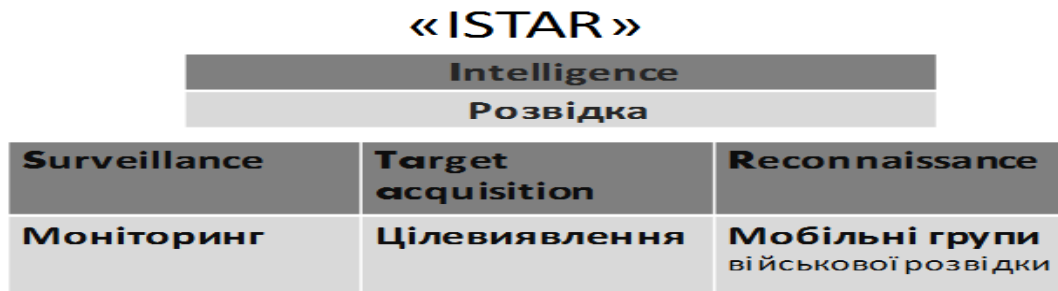 «ISTAR»
Intelligence
Розвідка
Surveillance
Target
acquisition
Reconnaissance
Моніторинг
Цілевиявлення
Мобільні групи
військової розвідки